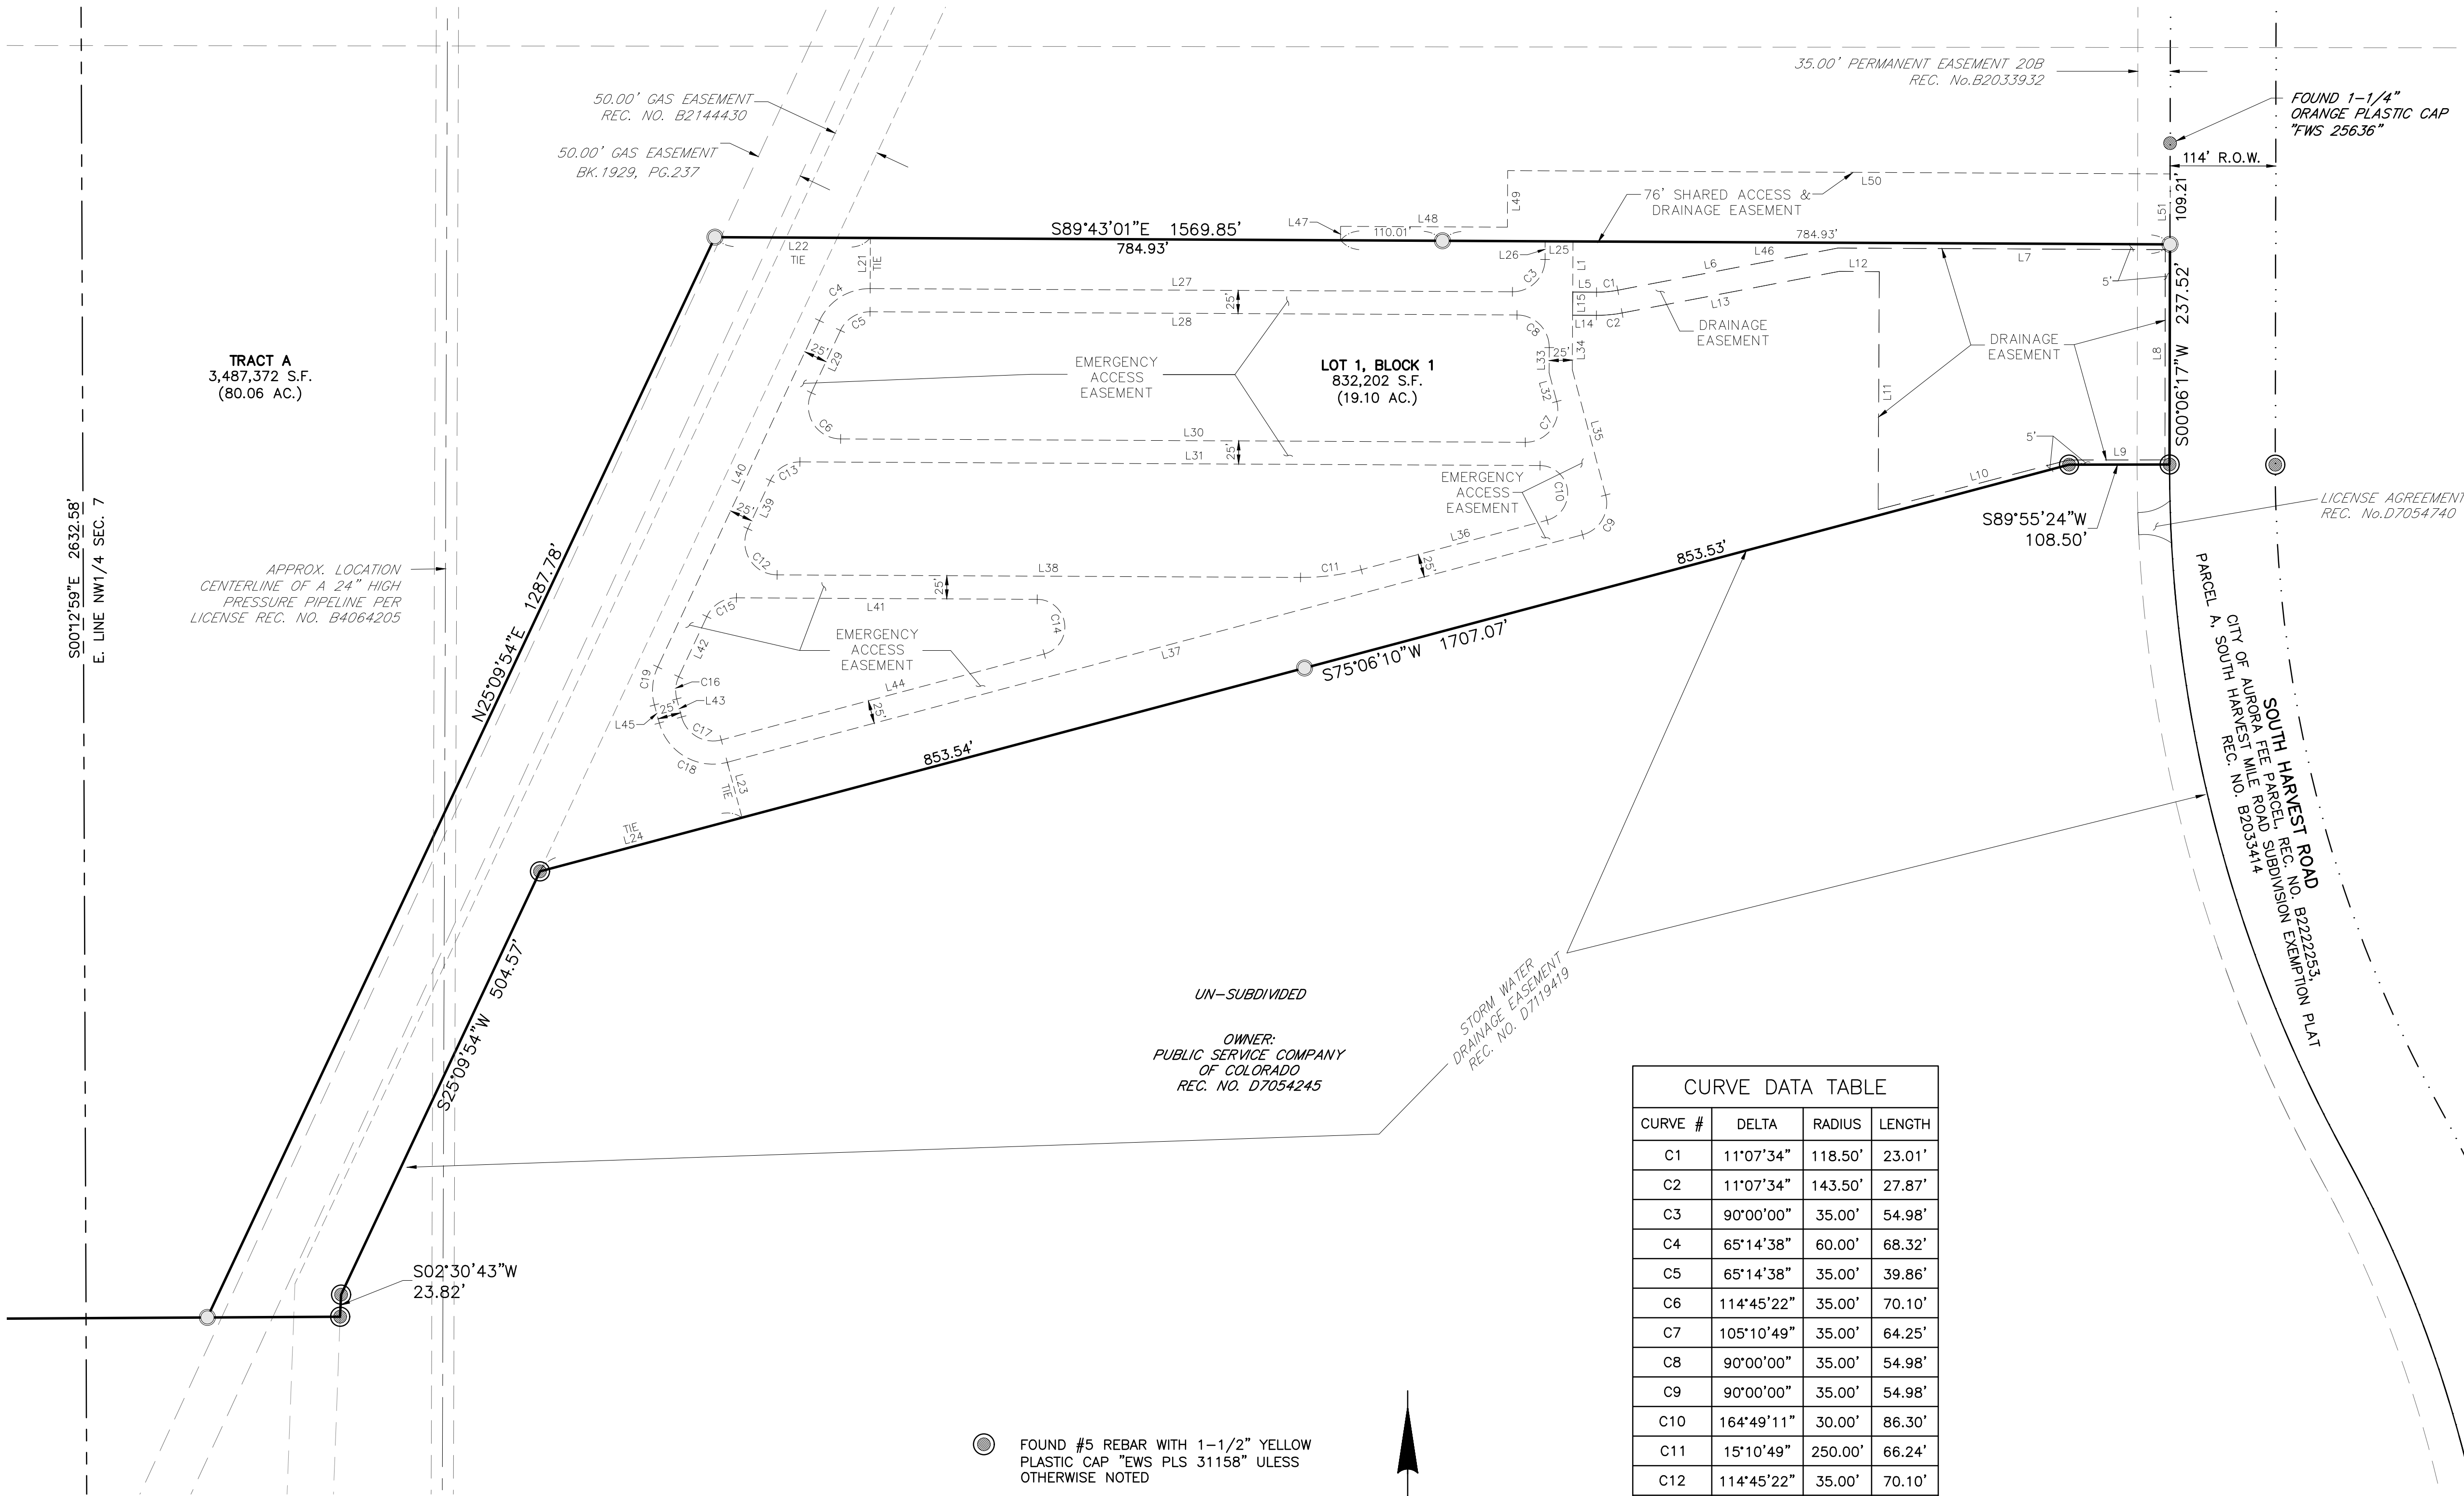 35.00' PERMANENT EASEMENT 20B
REC. No.B2033932
50.00' GAS EASEMENT
REC. NO. B2144430
FOUND 1-1/4"
ORANGE PLASTIC CAP
"FWS 25636"
50.00' GAS EASEMENT
BK.1929, PG.237
114' R.O.W.
109.21'
L51
L50
L49
76' SHARED ACCESS &
DRAINAGE EASEMENT
L47
L48
110.01'
S89°43'01"E 1569.85'
784.93'
784.93'
L22
TIE
L21
TIE
L26
L25
L1
L46
L6
L7
L12
5'
C3
C4
L27
25'
L5
C1
L15
L13
C5
L28
C8
L14
C2
DRAINAGE
EASEMENT
DRAINAGE
EASEMENT
L8
S00°06'17"W 237.52'
TRACT A
3,487,372 S.F.
(80.06 AC.)
25'
L29
EMERGENCY
ACCESS
EASEMENT
LOT 1, BLOCK 1
832,202 S.F.
(19.10 AC.)
L33
25'
L34
L32
L11
C6
C7
L35
L30
25'
L31
5'
L9
L10
L40
C13
EMERGENCY
ACCESS
EASEMENT
C10
25'
L39
C9
S89°55'24"W
108.50'
LICENSE AGREEMENT
REC. No.D7054740
S00°12'59"E 2632.58'
E. LINE NW1/4 SEC. 7
APPROX. LOCATION
CENTERLINE OF A 24" HIGH
PRESSURE PIPELINE PER
LICENSE REC. NO. B4064205
N25°09'54"E 1287.78'
C12
L38
25'
C11
L36
25'
853.53'
C15
L41
C14
EMERGENCY
ACCESS
EASEMENT
L42
L37
S75°06'10"W 1707.07'
C19
C16
25'
L43
L44
L45
C17
25'
C18
L23
TIE
853.54'
TIE
L24
SOUTH HARVEST ROAD
CITY OF AURORA FEE PARCEL, REC. NO. B2222253,
PARCEL A, SOUTH HARVEST MILE ROAD SUBDIVISION EXEMPTION PLAT
REC. NO. B2033414
S25°09'54"W 504.57'
UN-SUBDIVIDED
OWNER:
PUBLIC SERVICE COMPANY
OF COLORADO
REC. NO. D7054245
STORM WATER
DRAINAGE EASEMENT
REC. NO. D7119419
S02°30'43"W
23.82'
FOUND #5 REBAR WITH 1-1/2" YELLOW
PLASTIC CAP "EWS PLS 31158" ULESS
OTHERWISE NOTED
CURVE DATA TABLE
CURVE # DELTA RADIUS LENGTH
C1 11°07'34" 118.50' 23.01'
C2 11°07'34" 143.50' 27.87'
C3 90°00'00" 35.00' 54.98'
C4 65°14'38" 60.00' 68.32'
C5 65°14'38" 35.00' 39.86'
C6 114°45'22" 35.00' 70.10'
C7 105°10'49" 35.00' 64.25'
C8 90°00'00" 35.00' 54.98'
C9 90°00'00" 35.00' 54.98'
C10 164°49'11" 30.00' 86.30'
C11 15°10'49" 250.00' 66.24'
C12 114°45'22" 35.00' 70.10'